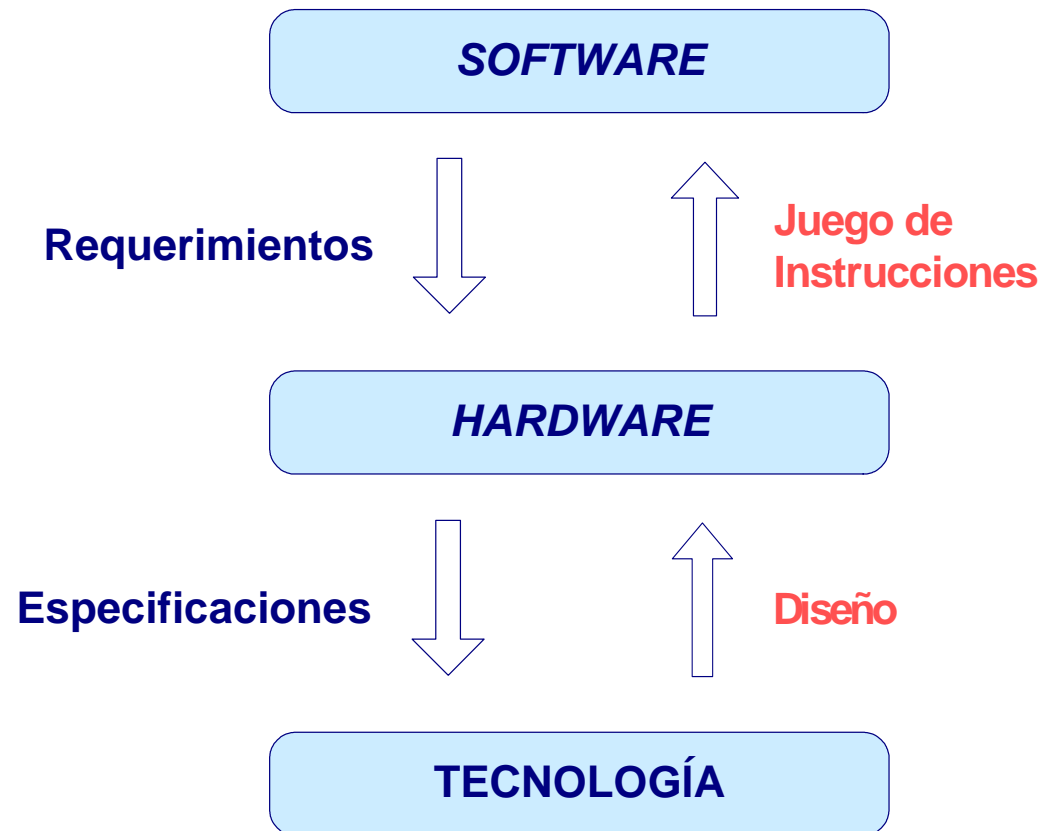 SOFTWARE
Requerimientos
Juego de
Instrucciones
HARDWARE
Especificaciones
Diseño
TECNOLOGÍA